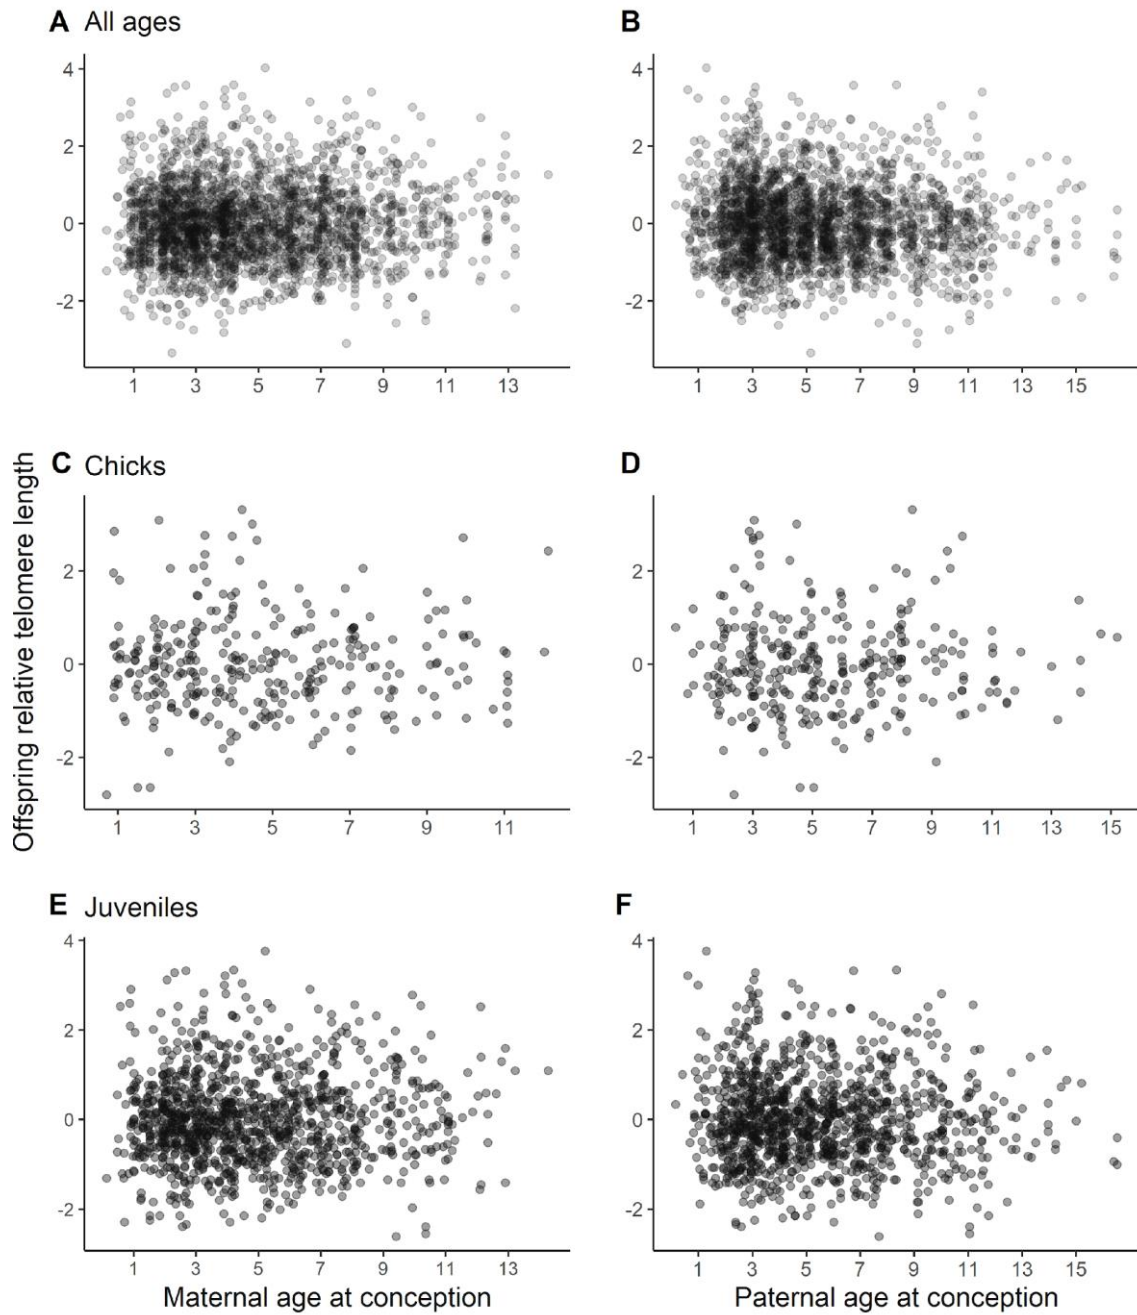 A All ages
B
4
2
0
-2
1 3 5 7 9 11 13
4
2
0
-2
1 3 5 7 9 11 13 15
Offspring relative telomere length
C Chicks
D
2
0
-2
1 3 5 7 9 11
2
0
-2
1 3 5 7 9 11 13 15
E Juveniles
F
4
2
0
-2
1 3 5 7 9 11 13
Maternal age at conception
4
2
0
-2
1 3 5 7 9 11 13 15
Paternal age at conception